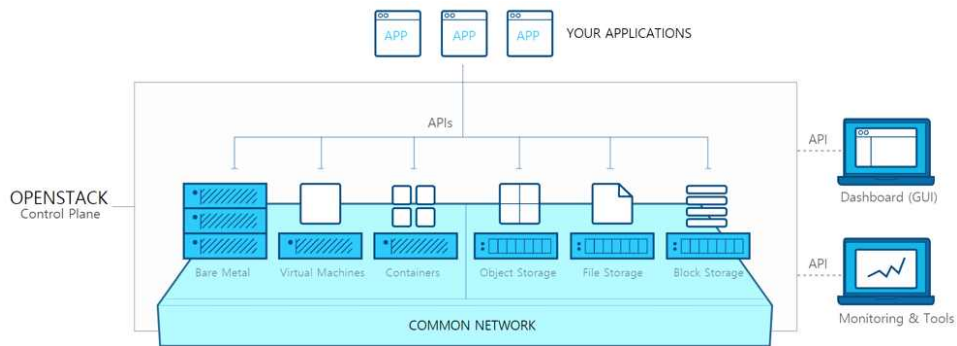 APP APP APP YOUR APPLICATIONS
APIs
API
OPENSTACK
Control Plane
Dashboard (GUI)
Bare Metal Virtual Machines Containers Object Storage File Storage Block Storage
API
Monitoring & Tools
COMMON NETWORK